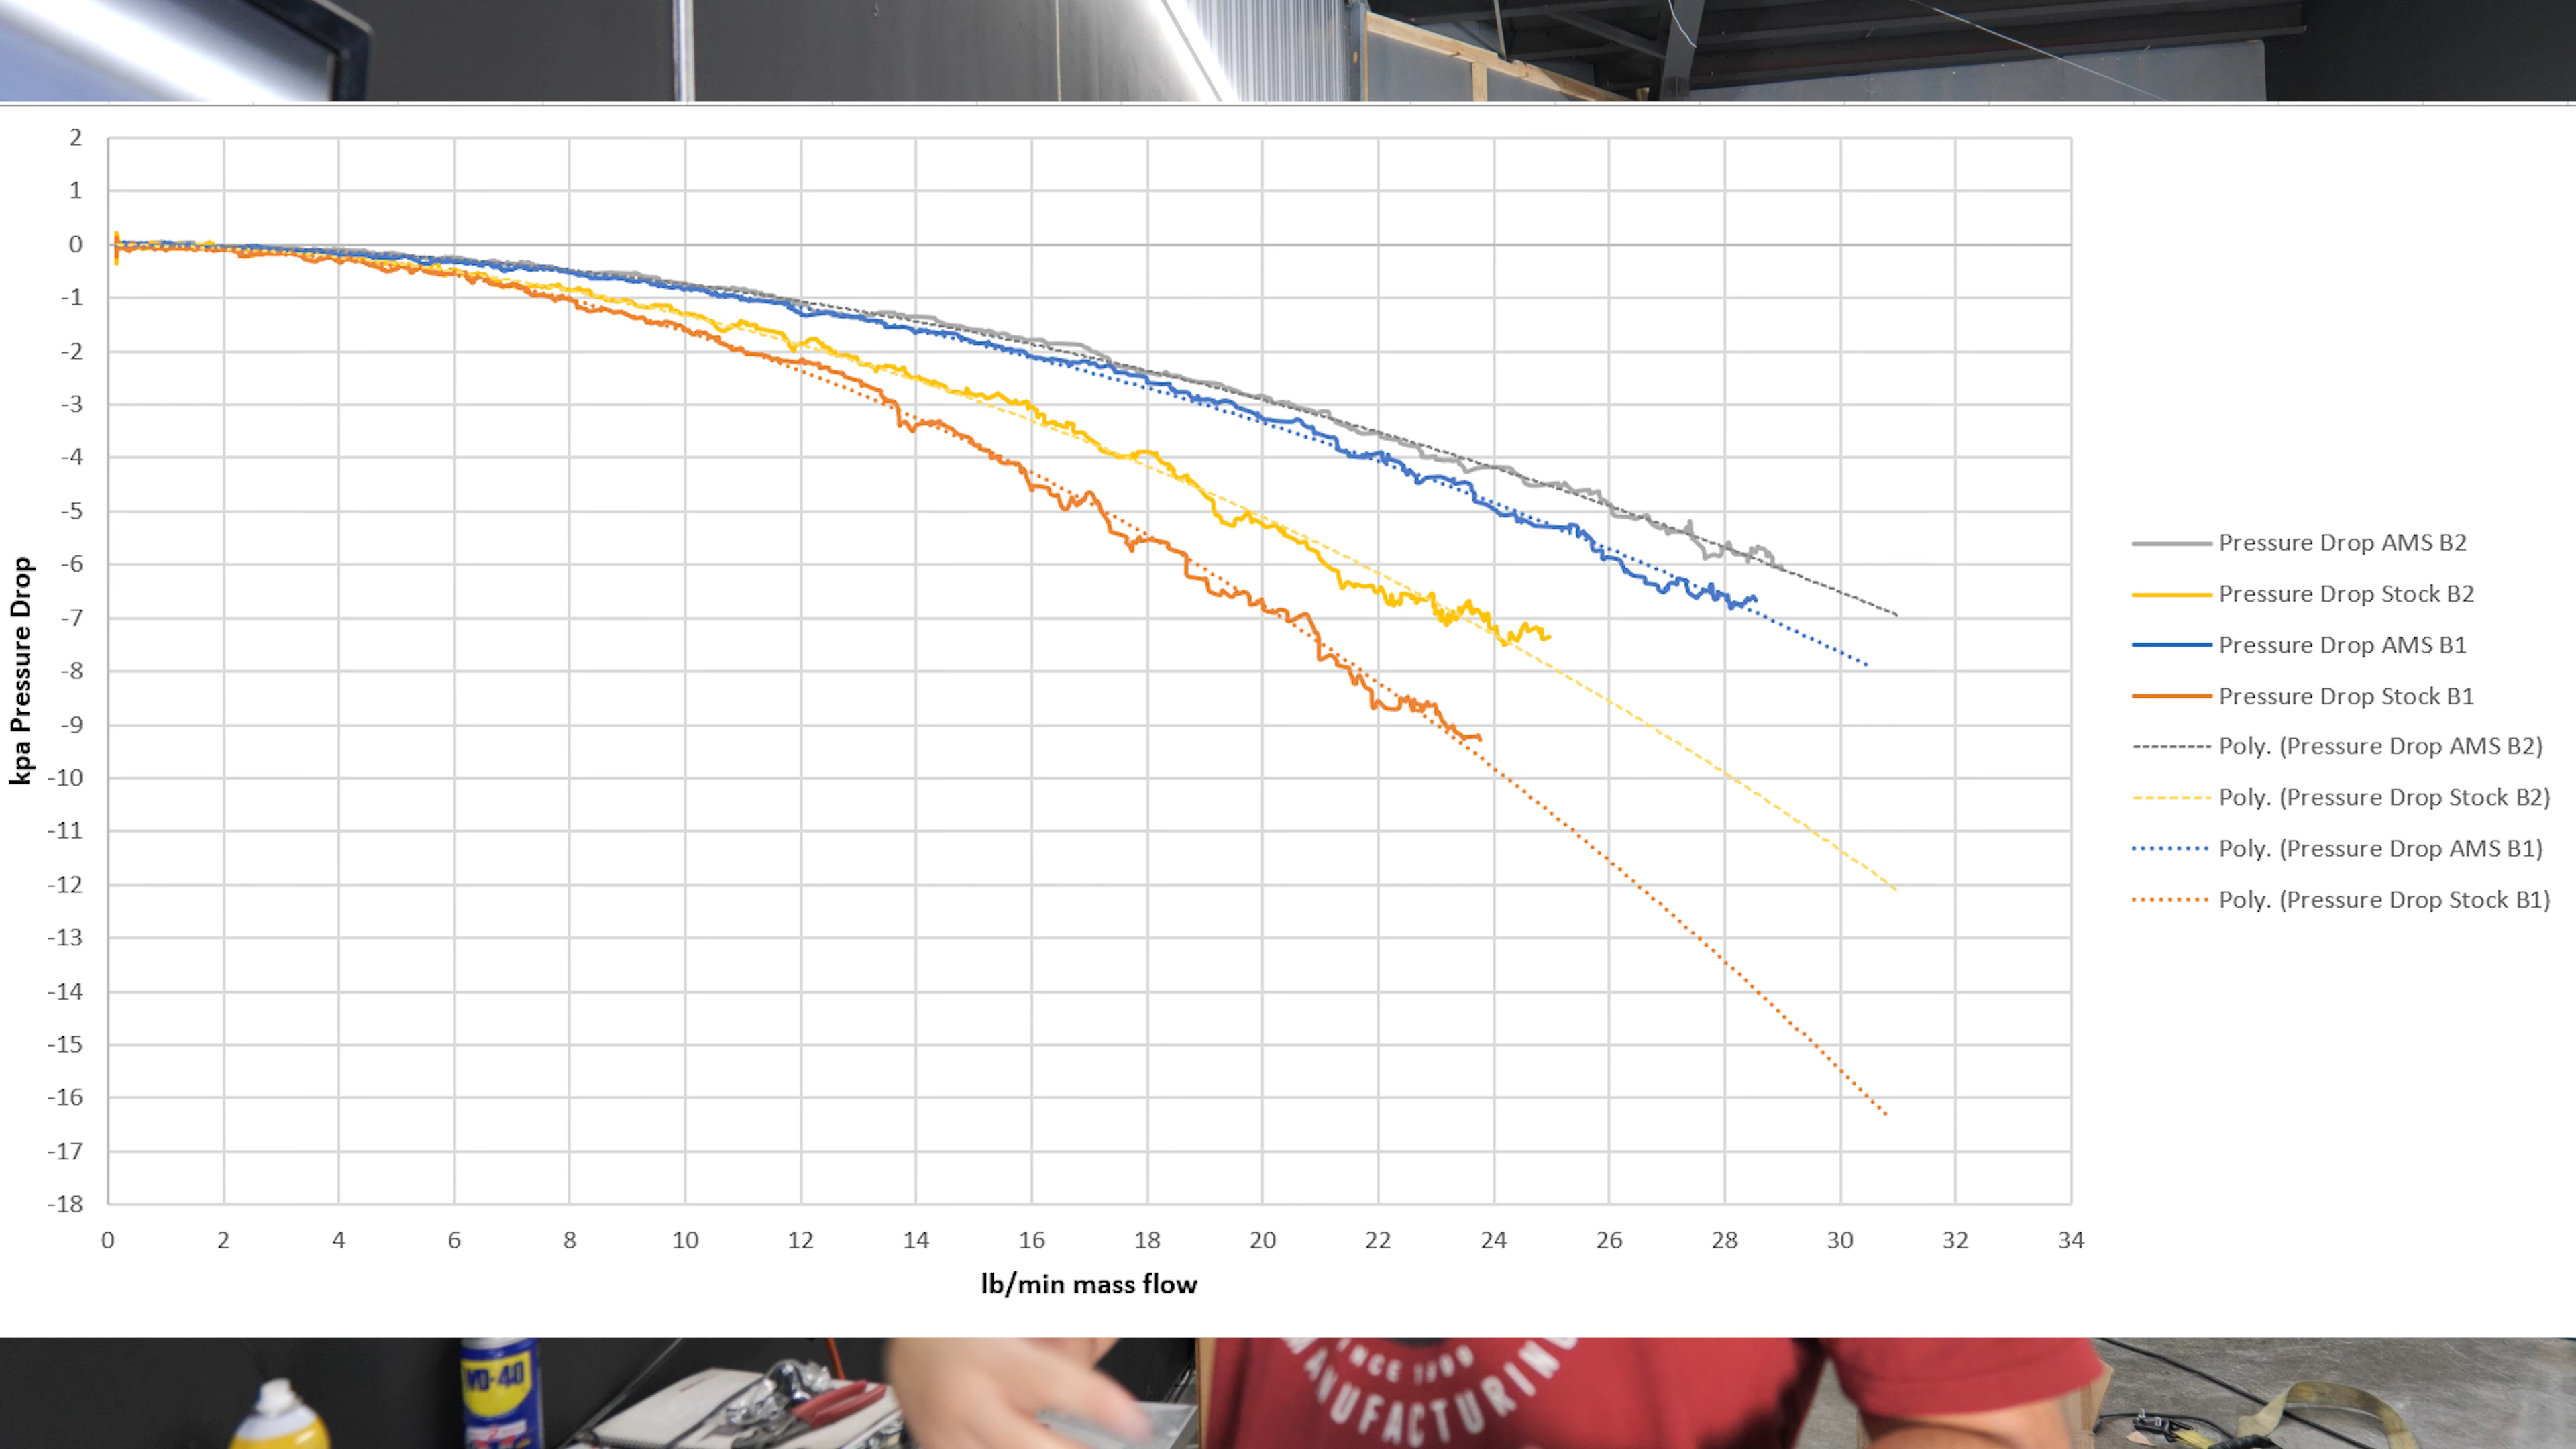 2
1
0
-1
-2
-3
-4
-5
-6
-7
-8
-9
-10
-11
-12
-13
-14
-15
-16
-17
-18
kpa Pressure Drop
0 2 4 6 8 10 12 14 16 18 20 22 24 26 28 30 32 34
lb/min mass flow
Pressure Drop AMS B2
Pressure Drop Stock B2
Pressure Drop AMS B1
Pressure Drop Stock B1
Poly. (Pressure Drop AMS B2)
Poly. (Pressure Drop Stock B2)
Poly. (Pressure Drop AMS B1)
Poly. (Pressure Drop Stock B1)
WD-40
MANUFACTURING